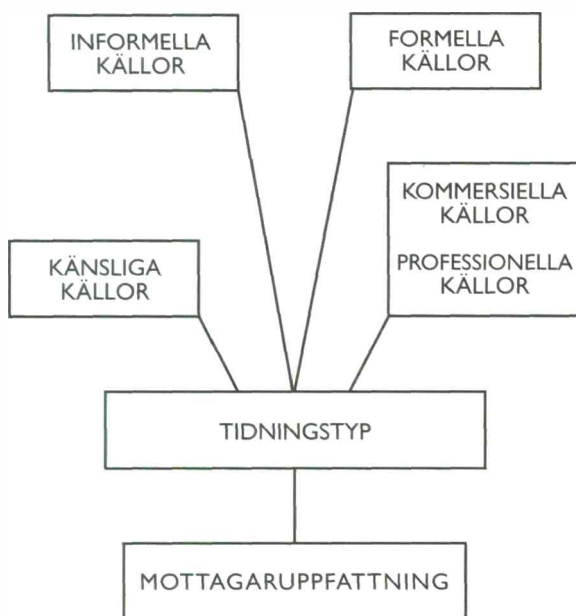 INFORMELLA
KÄLLOR
FORMELLA
KÄLLOR
KOMMERSIELLA
KÄLLOR
PROFESSIONELLA
KÄLLOR
KÄNSLIGA
KÄLLOR
TIDNINGSTYP
MOTTAGARUPPFATTNING